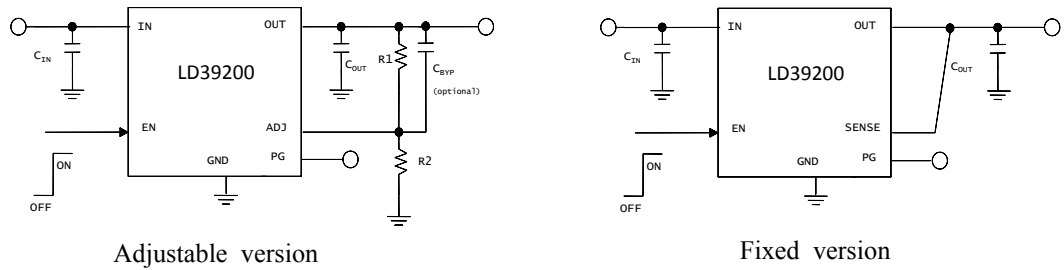 IN
OUT
C_IN
LD39200
C_OUT
R1
C_BYP
(optional)
EN
ADJ
GND
PG
R2
ON
OFF
Adjustable version
IN
OUT
C_IN
LD39200
C_OUT
EN
SENSE
GND
PG
ON
OFF
Fixed version